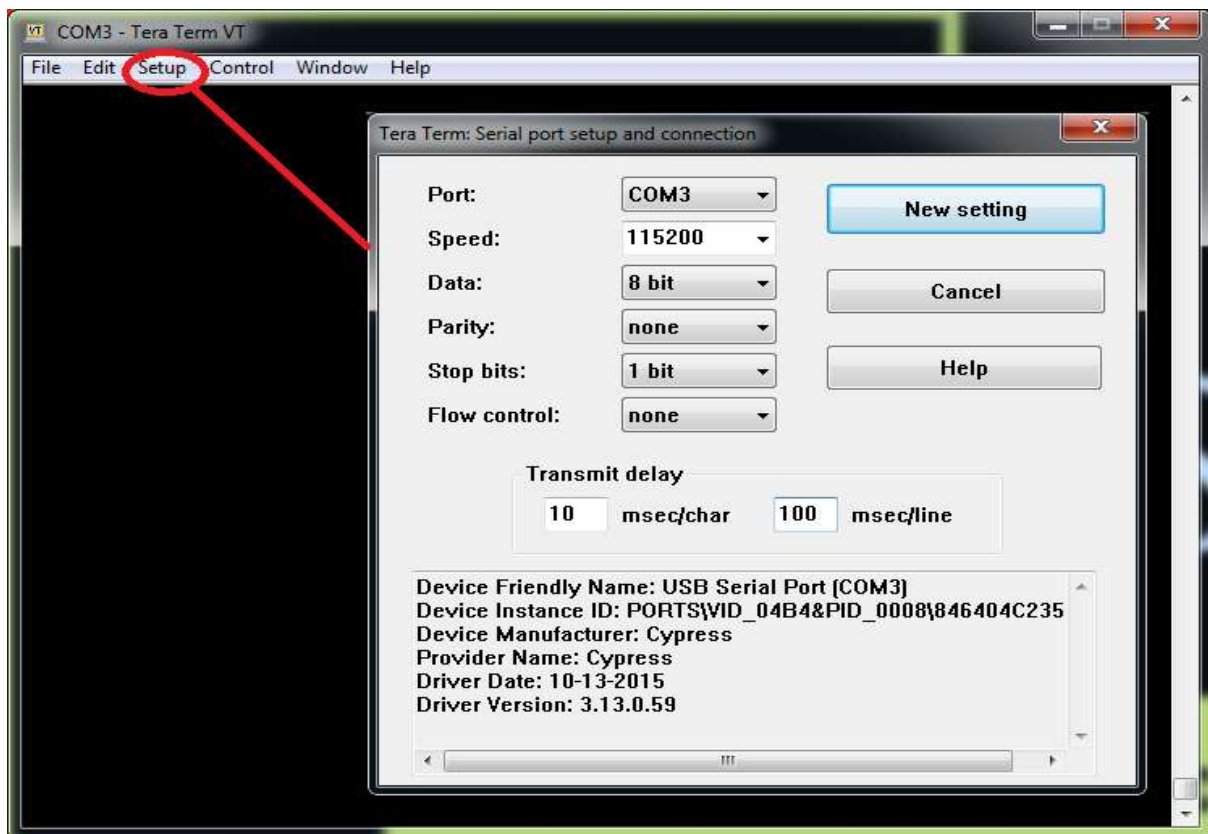 COM3 - Tera Term VT
File Edit Setup Control Window Help
Tera Term: Serial port setup and connection
Port: COM3 New setting
Speed: 115200
Data: 8 bit Cancel
Parity: none
Stop bits: 1 bit Help
Flow control: none
Transmit delay
10 msec/char 100 msec/line
Device Friendly Name: USB Serial Port (COM3)
Device Instance ID: PORTS\VID_04B4&PID_0008\846404C235
Device Manufacturer: Cypress
Provider Name: Cypress
Driver Date: 10-13-2015
Driver Version: 3.13.0.59